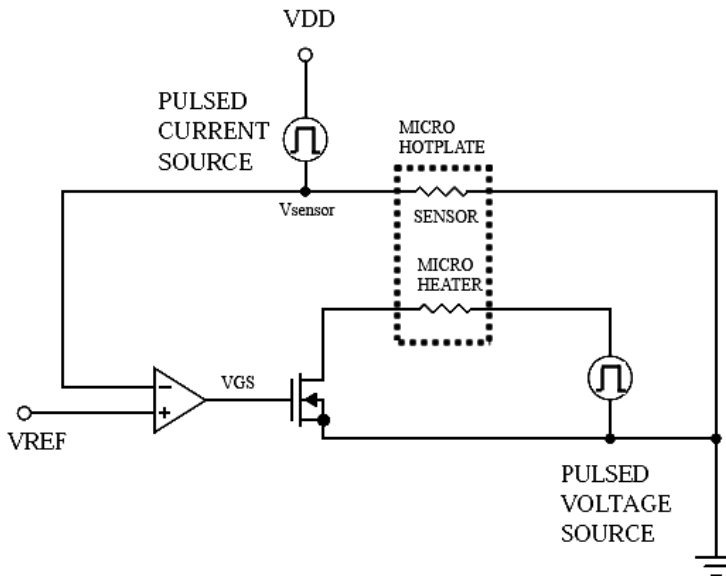 VDD
PULSED
CURRENT
SOURCE
MICRO
HOTPLATE
Vsensor
SENSOR
MICRO
HEATER
VGS
−
+
VREF
PULSED
VOLTAGE
SOURCE